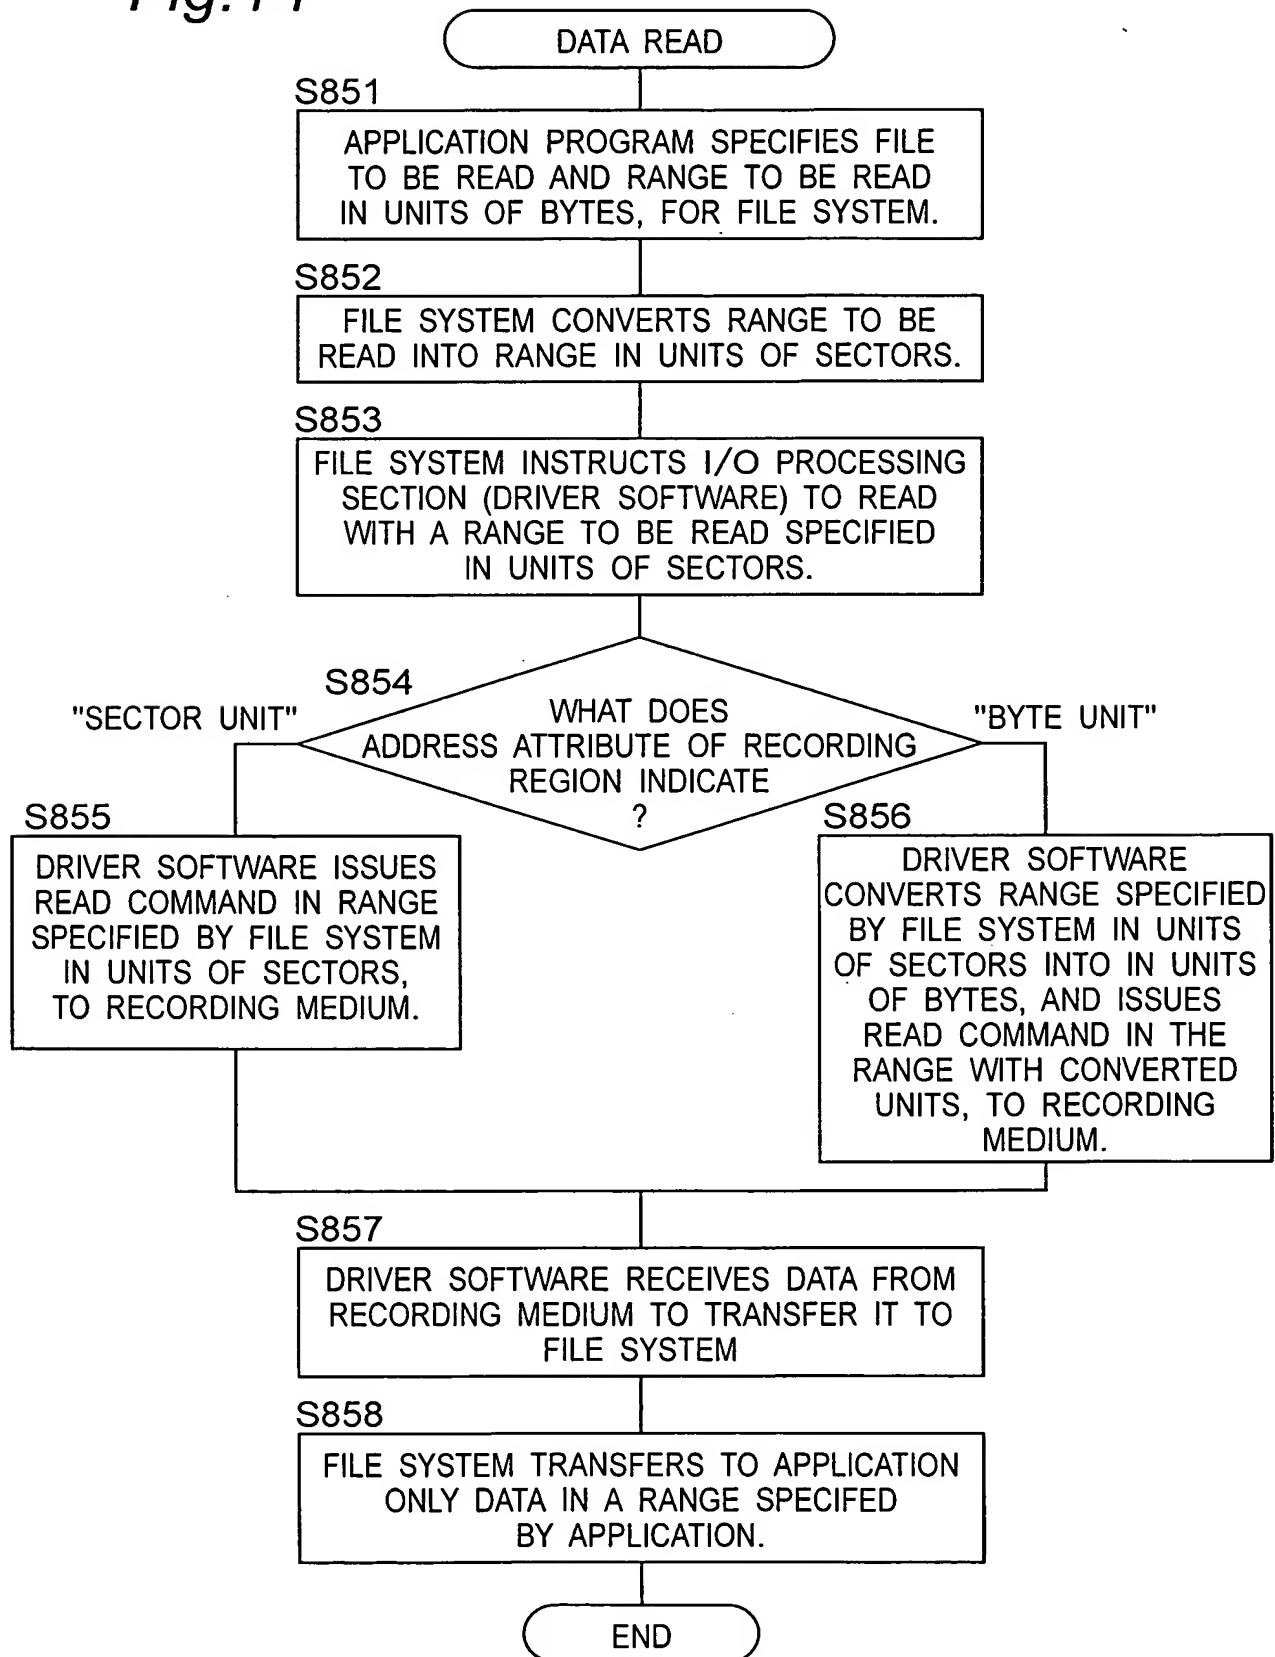 DATA READ
S851
APPLICATION PROGRAM SPECIFIES FILE
TO BE READ AND RANGE TO BE READ
IN UNITS OF BYTES, FOR FILE SYSTEM.
S852
FILE SYSTEM CONVERTS RANGE TO BE
READ INTO RANGE IN UNITS OF SECTORS.
S853
FILE SYSTEM INSTRUCTS I/O PROCESSING
SECTION (DRIVER SOFTWARE) TO READ
WITH A RANGE TO BE READ SPECIFIED
IN UNITS OF SECTORS.
S854
"SECTOR UNIT"
WHAT DOES
ADDRESS ATTRIBUTE OF RECORDING
REGION INDICATE
?
"BYTE UNIT"
S855
DRIVER SOFTWARE ISSUES
READ COMMAND IN RANGE
SPECIFIED BY FILE SYSTEM
IN UNITS OF SECTORS,
TO RECORDING MEDIUM.
S856
DRIVER SOFTWARE
CONVERTS RANGE SPECIFIED
BY FILE SYSTEM IN UNITS
OF SECTORS INTO IN UNITS
OF BYTES, AND ISSUES
READ COMMAND IN THE
RANGE WITH CONVERTED
UNITS, TO RECORDING
MEDIUM.
S857
DRIVER SOFTWARE RECEIVES DATA FROM
RECORDING MEDIUM TO TRANSFER IT TO
FILE SYSTEM
S858
FILE SYSTEM TRANSFERS TO APPLICATION
ONLY DATA IN A RANGE SPECIFED
BY APPLICATION.
END